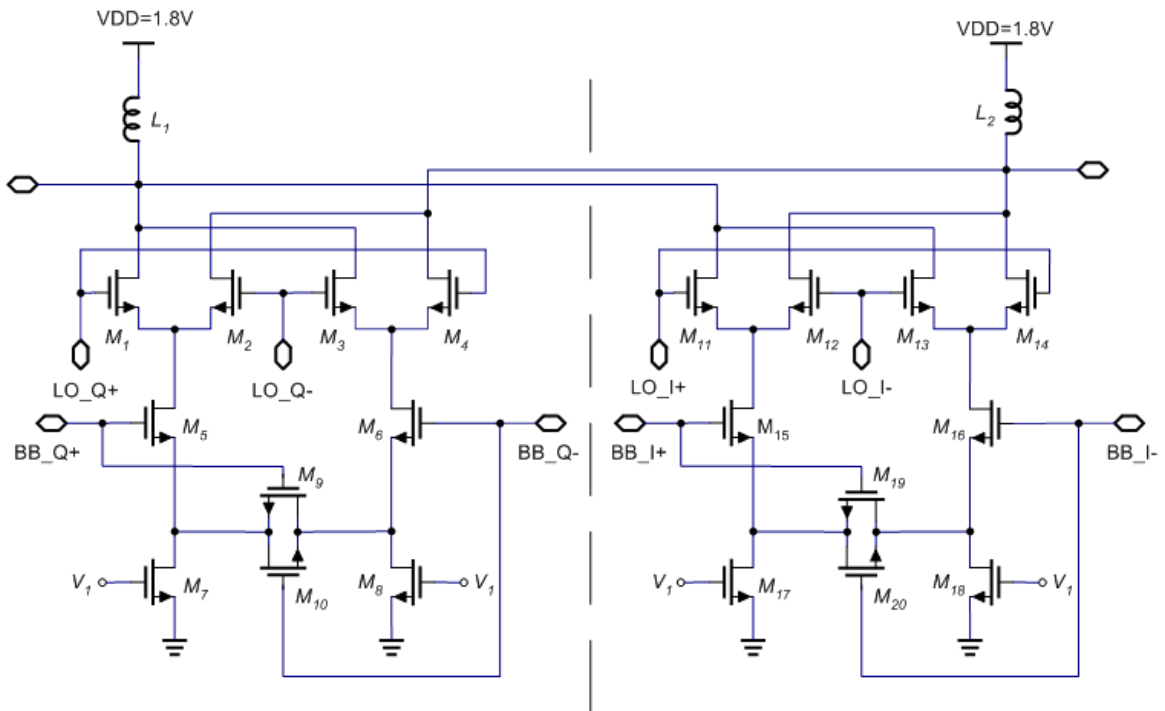 VDD=1.8V
VDD=1.8V
L1
L2
M1
M2
M3
M4
M11
M12
M13
M14
LO_Q+
LO_Q-
LO_I+
LO_I-
BB_Q+
M5
M6
BB_Q-
BB_I+
M15
M16
BB_I-
M9
M19
V1
M7
M10
M8
V1
V1
M17
M20
M18
V1